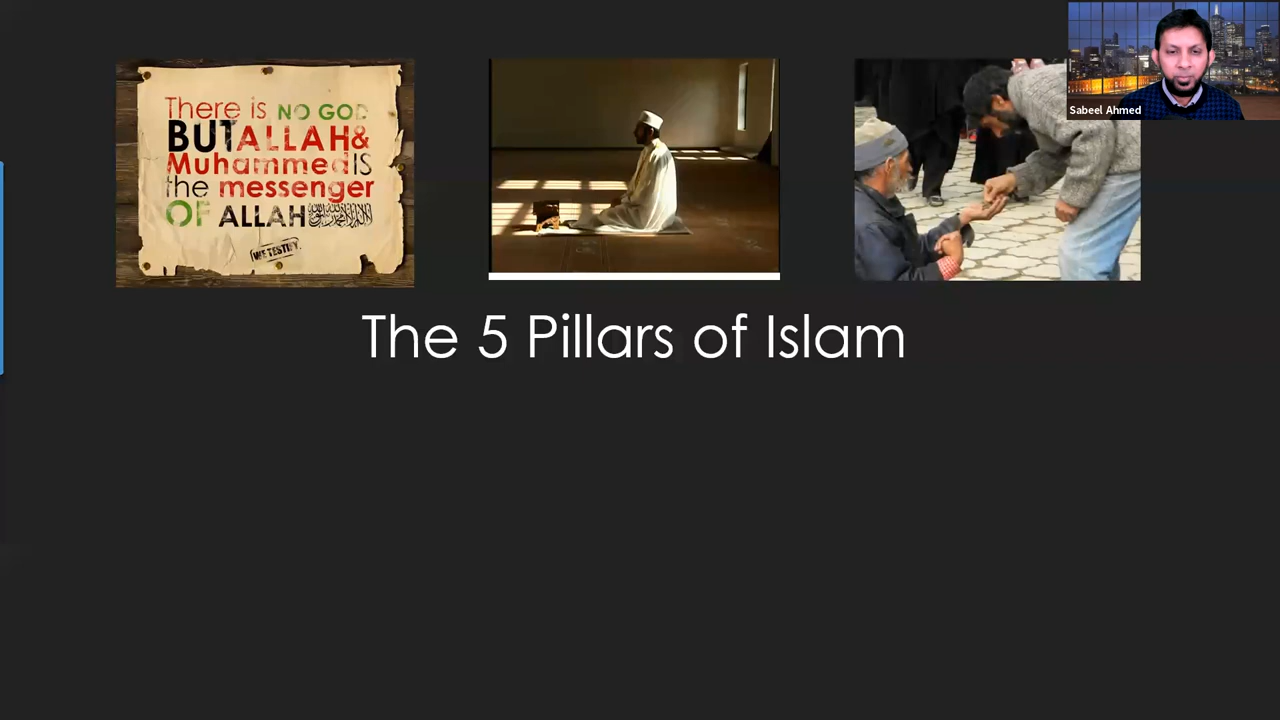 There is NO GOD
BUT ALLAH&
Muhammed IS
the messenger
OF ALLAH
WE TESTIFY.
Sabeel Ahmed
The 5 Pillars of Islam